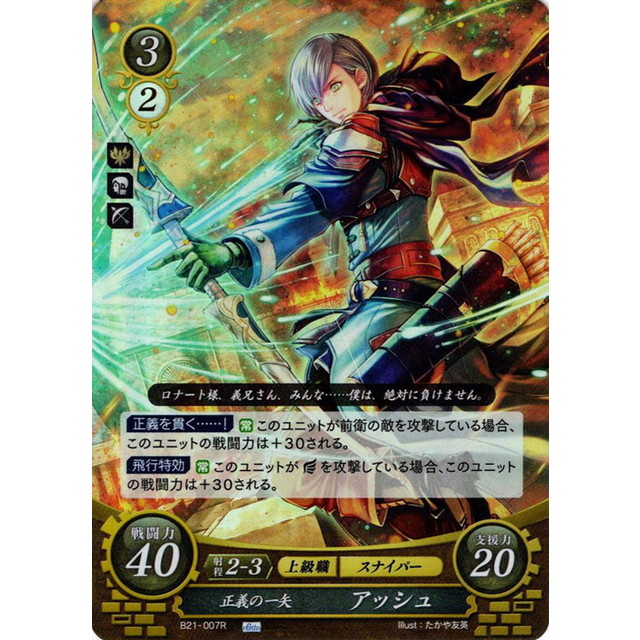 3
2
ロナート様、義兄さん、みんな……僕は、絶対に負けません。
正義を貫く……！ 常 このユニットが前衛の敵を攻撃している場合、
このユニットの戦闘力は＋30される。
飛行特効 常 このユニットが を攻撃している場合、このユニット
の戦闘力は＋30される。
戦闘力 40
射程 2-3 上級職 スナイパー
支援力 20
正義の一矢 アッシュ
B21-007R Illust：たかや友英